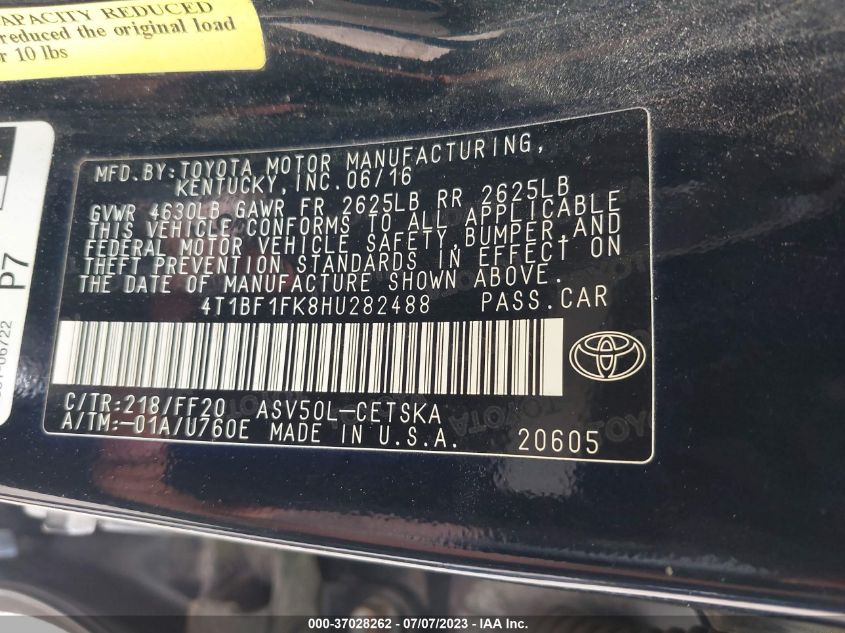 CAPACITY REDUCED
reduced the original load
r 10 lbs
MFD.BY:TOYOTA MOTOR MANUFACTURING,
KENTUCKY, INC.06/16
GVWR 4630LB GAWR FR 2625LB RR 2625LB
THIS VEHICLE CONFORMS TO ALL APPLICABLE
FEDERAL MOTOR VEHICLE SAFETY,BUMPER,AND
THEFT PREVENTION STANDARDS IN EFFECT ON
THE DATE OF MANUFACTURE SHOWN ABOVE.
4T1BF1FK8HU282488 PASS.CAR
C/TR:218/FF20 ASV50L-CETSKA
A/TM:-01A/U760E MADE IN U.S.A. 20605
P7
06/22
000-37028262 / 07/07/2023 - IAA Inc.